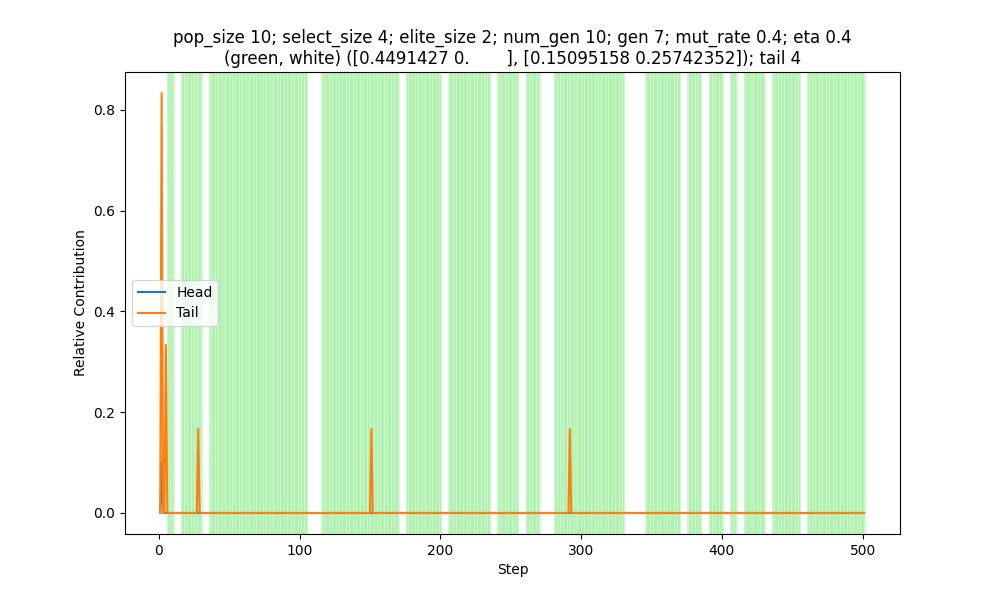 pop_size 10; select_size 4; elite_size 2; num_gen 10; gen 7; mut_rate 0.4; eta 0.4
(green, white) ([0.4491427 0.        ], [0.15095158 0.25742352]); tail 4
Relative Contribution
0.8
0.6
0.4
0.2
0.0
Head
Tail
0 100 200 300 400 500
Step